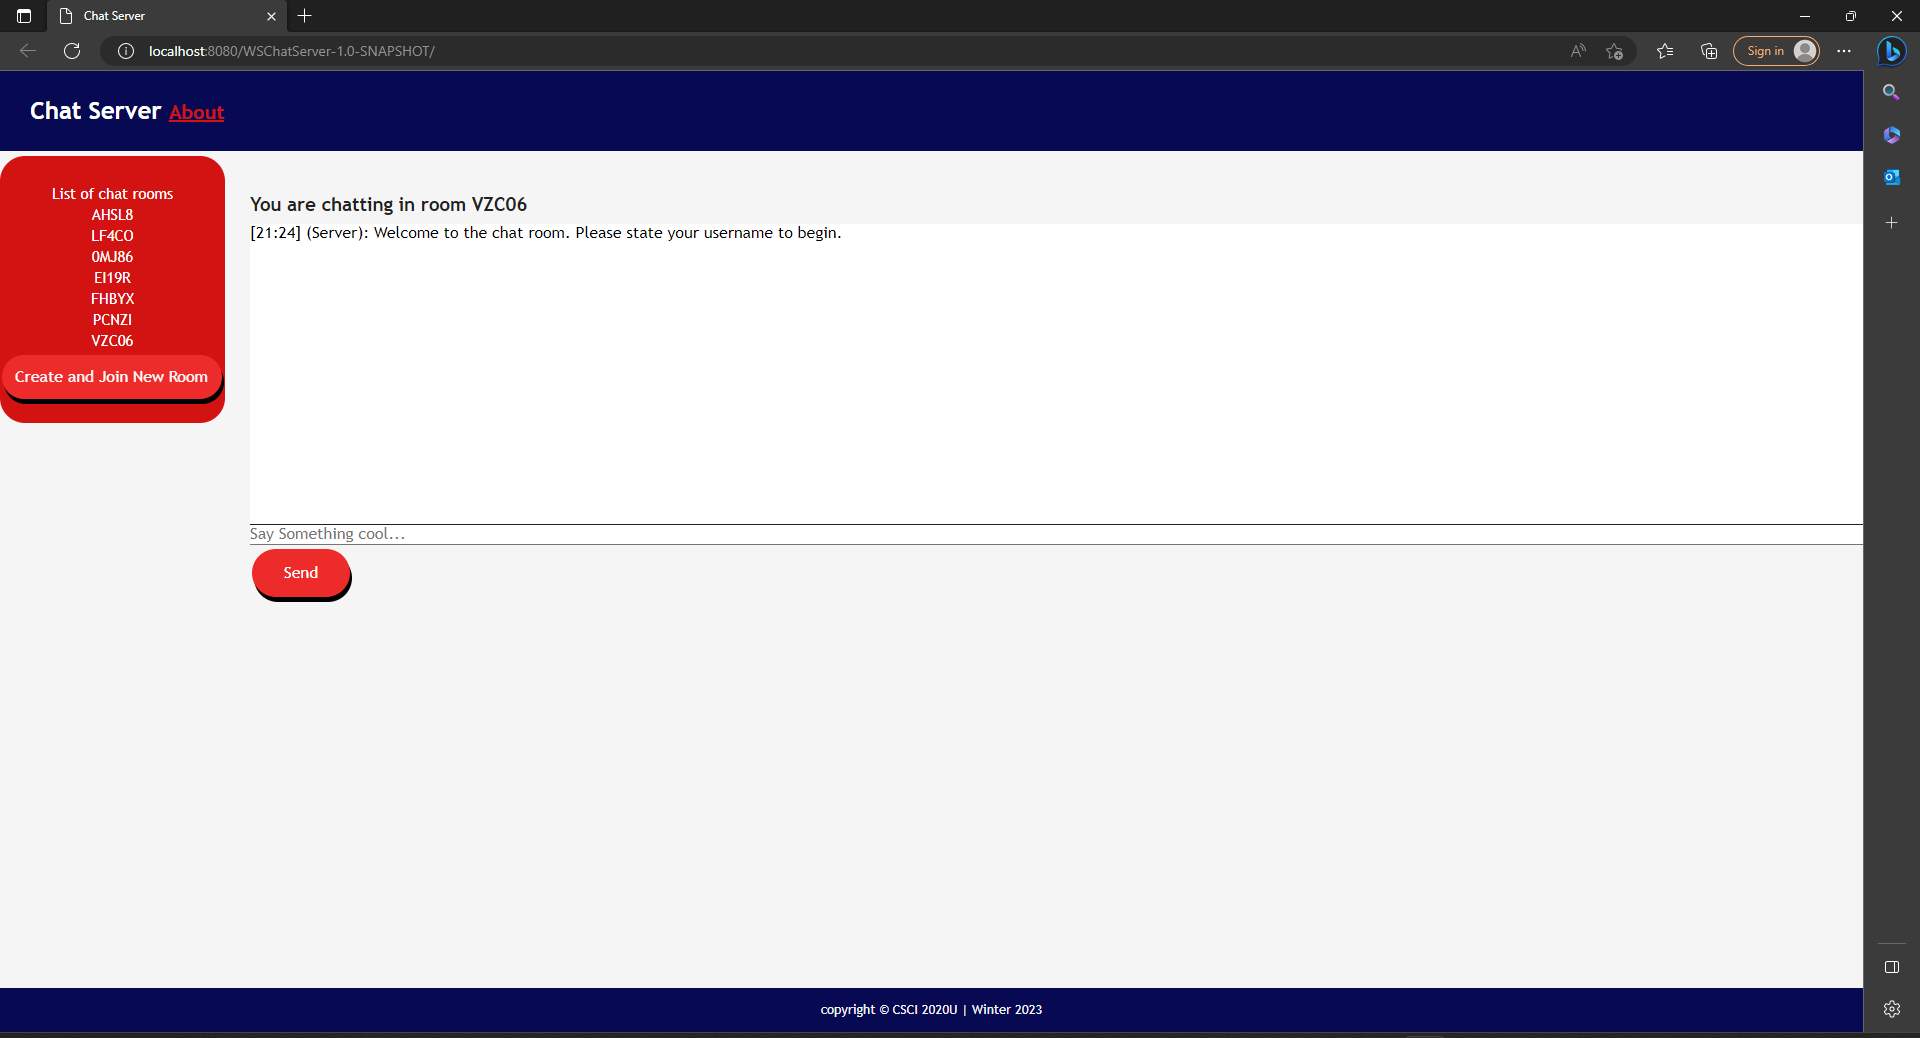 Chat Server
localhost:8080/WSChatServer-1.0-SNAPSHOT/
Sign in
Chat Server About
List of chat rooms
AHSL8
LF4CO
0MJ86
EI19R
FHBYX
PCNZI
VZC06
Create and Join New Room
You are chatting in room VZC06
[21:24] (Server): Welcome to the chat room. Please state your username to begin.
Say Something cool...
Send
copyright © CSCI 2020U | Winter 2023